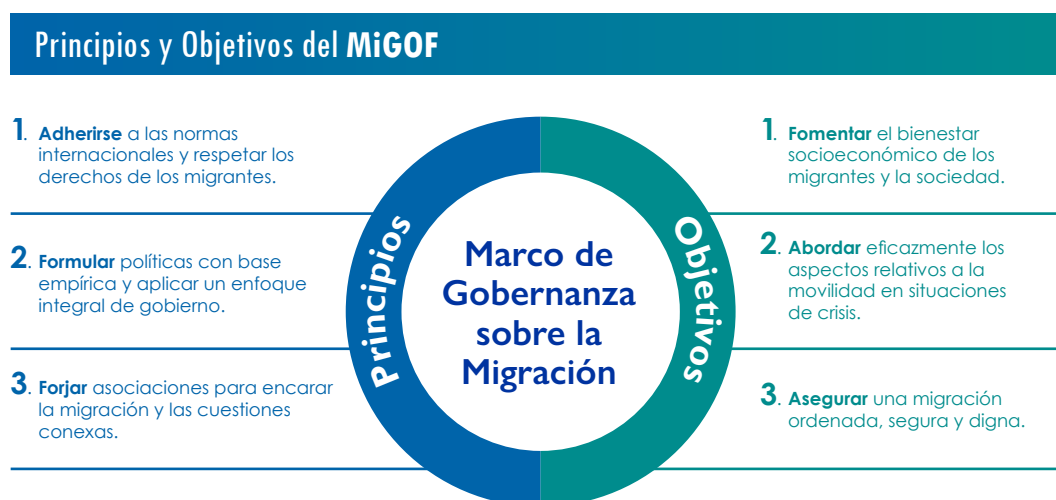 Principios y Objetivos del MiGOF
1. Adherirse a las normas
internacionales y respetar los
derechos de los migrantes.
2. Formular políticas con base
empírica y aplicar un enfoque
integral de gobierno.
3. Forjar asociaciones para encarar
la migración y las cuestiones
conexas.
Principios
Marco de
Gobernanza
sobre la
Migración
Objetivos
1. Fomentar el bienestar
socioeconómico de los
migrantes y la sociedad.
2. Abordar eficazmente los
aspectos relativos a la
movilidad en situaciones
de crisis.
3. Asegurar una migración
ordenada, segura y digna.